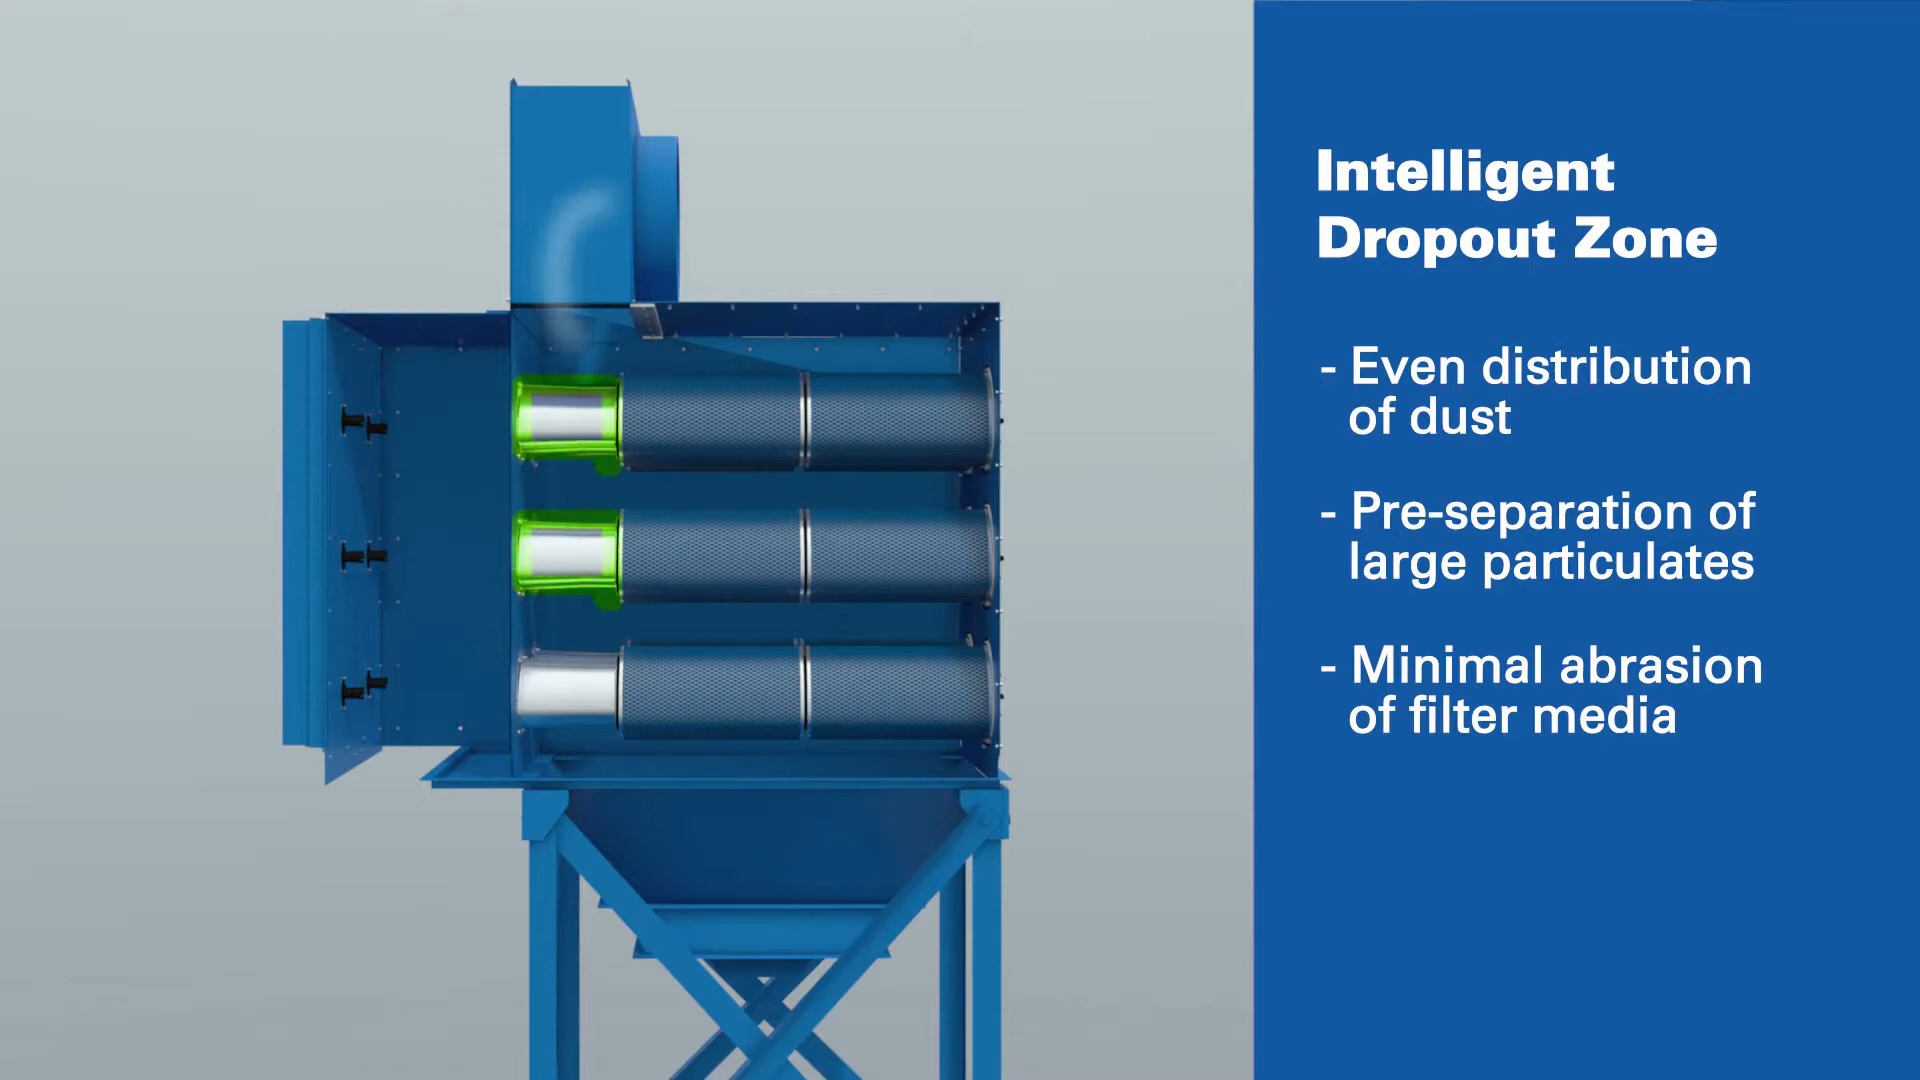 Intelligent
Dropout Zone
- Even distribution
of dust
- Pre-separation of
large particulates
- Minimal abrasion
of filter media